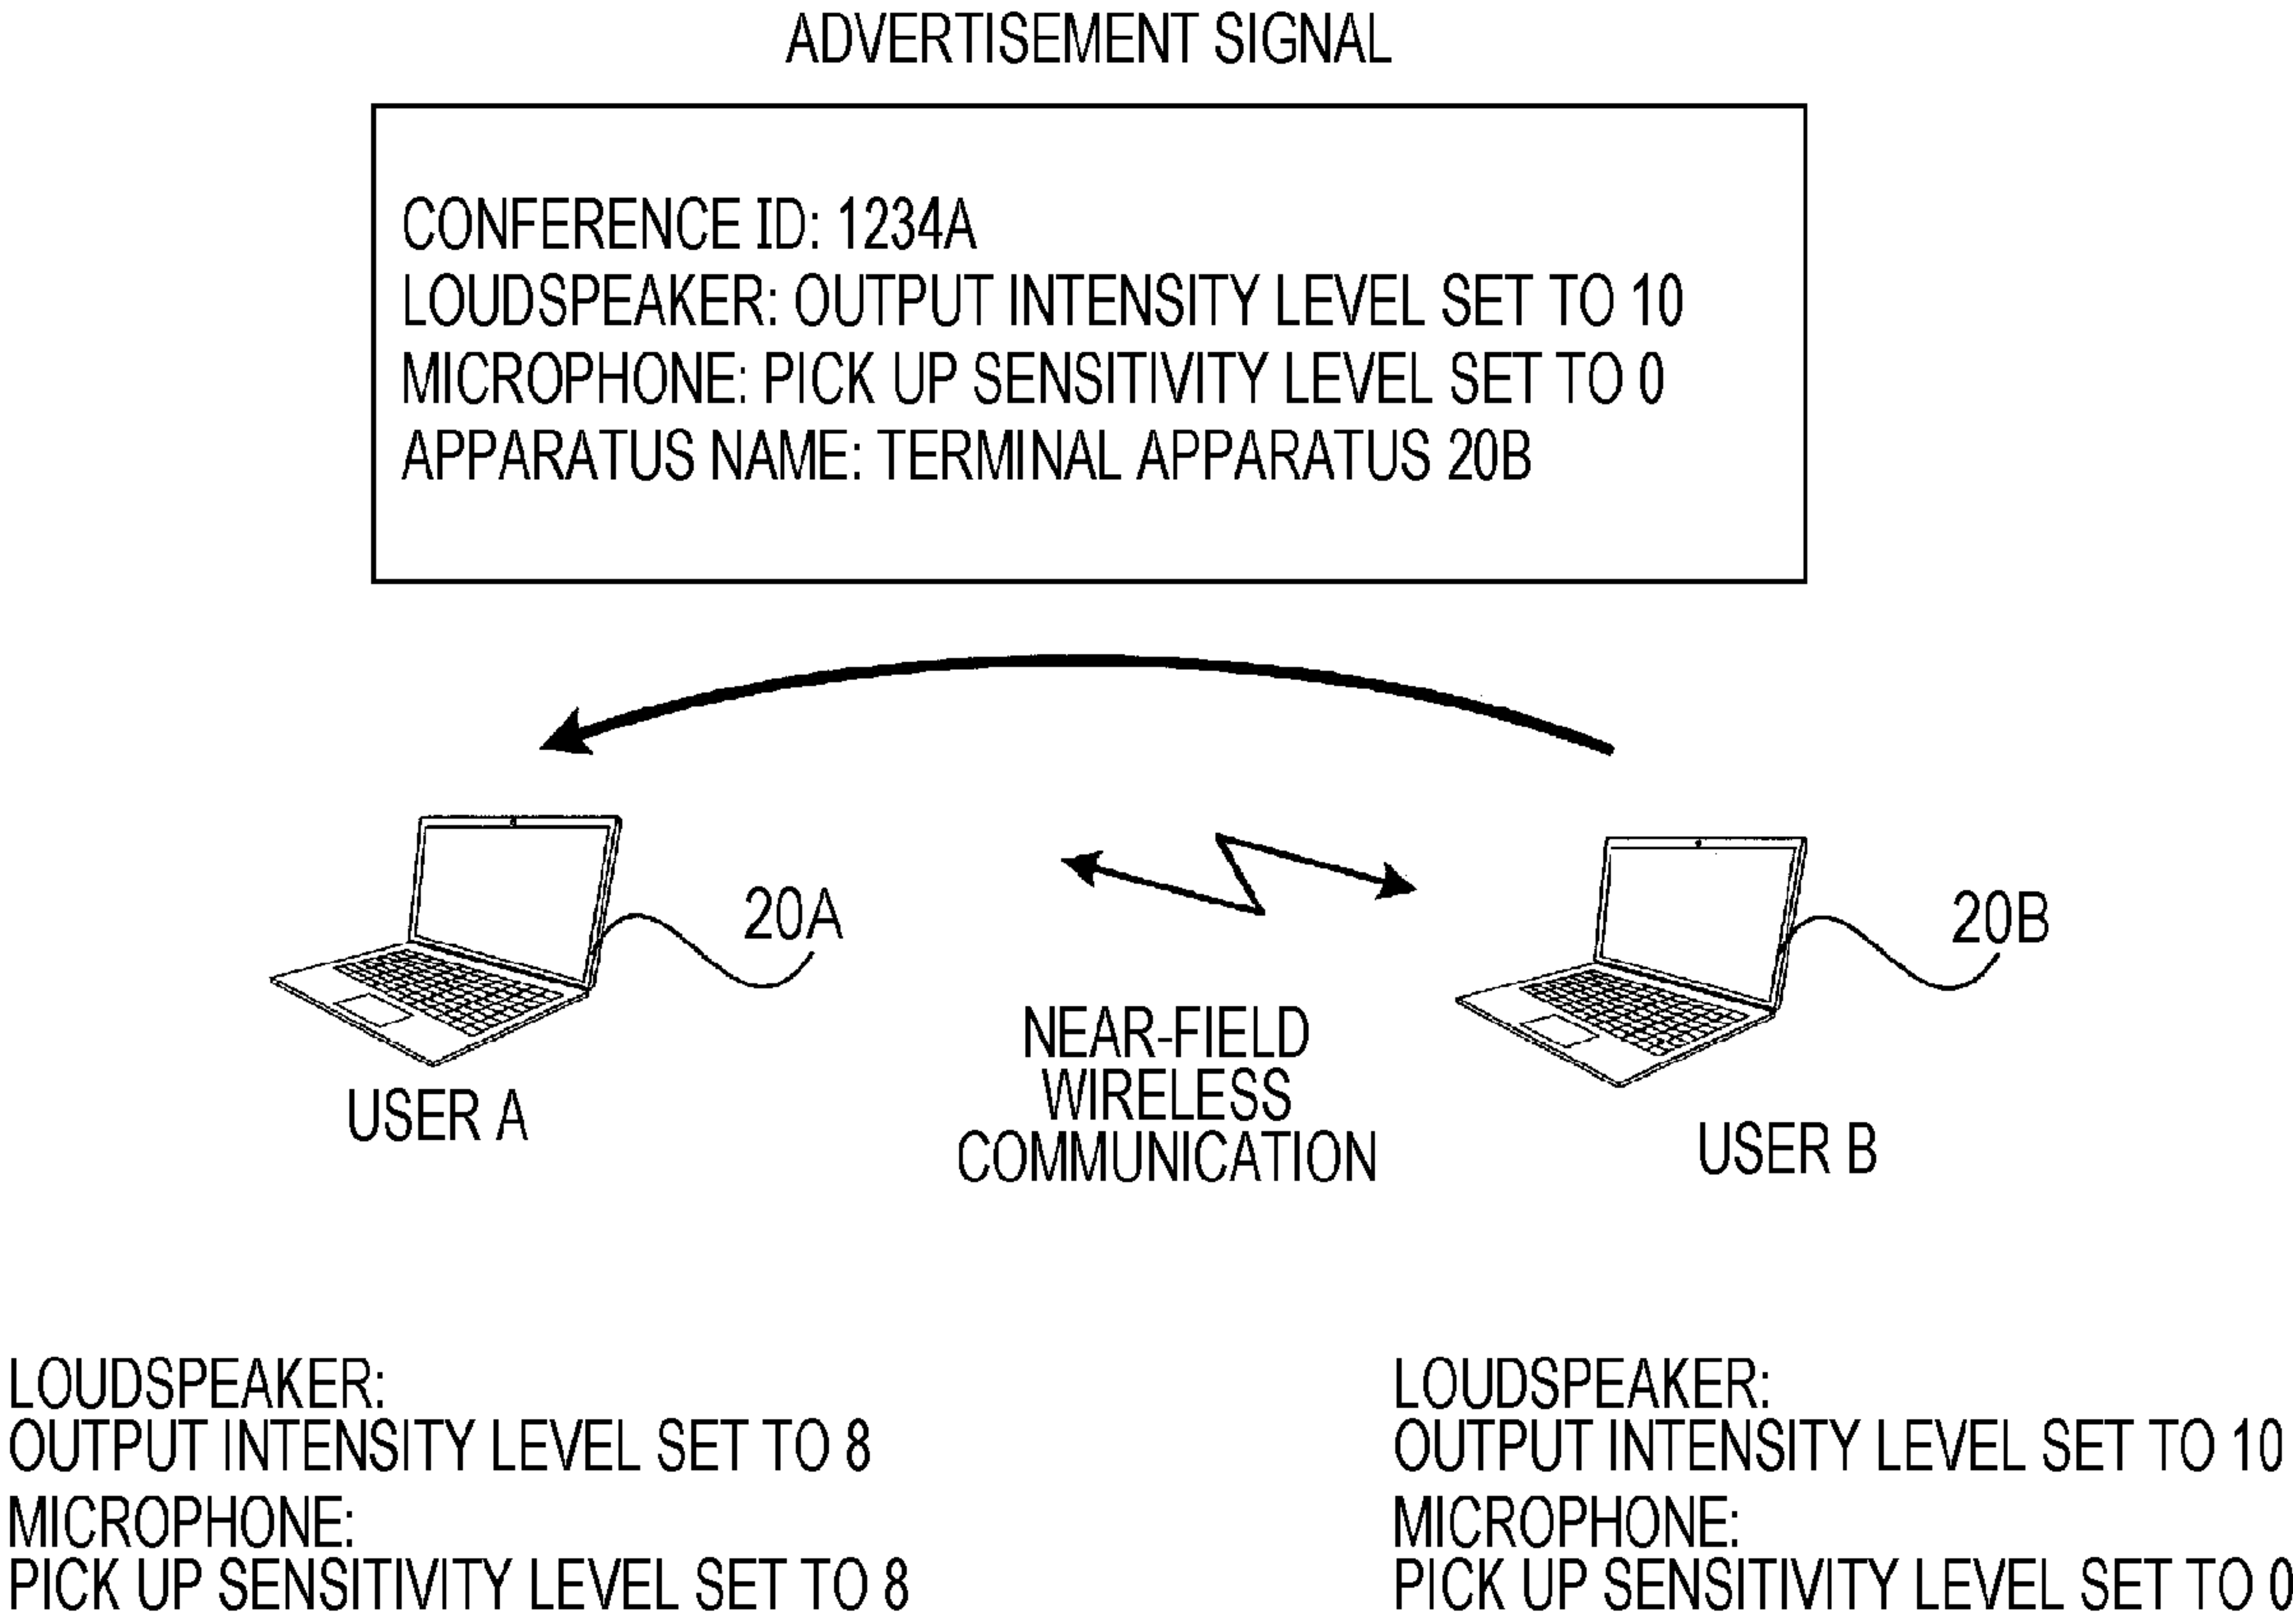 ADVERTISEMENT SIGNAL
CONFERENCE ID: 1234A
LOUDSPEAKER: OUTPUT INTENSITY LEVEL SET TO 10
MICROPHONE: PICK UP SENSITIVITY LEVEL SET TO 0
APPARATUS NAME: TERMINAL APPARATUS 20B
20A
20B
USER A
NEAR-FIELD
WIRELESS
COMMUNICATION
USER B
LOUDSPEAKER:
OUTPUT INTENSITY LEVEL SET TO 8
MICROPHONE:
PICK UP SENSITIVITY LEVEL SET TO 8
LOUDSPEAKER:
OUTPUT INTENSITY LEVEL SET TO 10
MICROPHONE:
PICK UP SENSITIVITY LEVEL SET TO 0